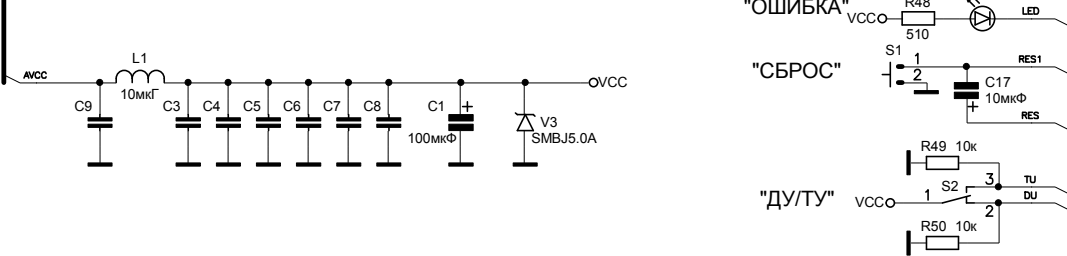 "ОШИБКА"
VCC
R48
510
LED
AVCC
L1
10мкГ
VCC
C9
C3
C4
C5
C6
C7
C8
C1
+
100мкФ
V3
SMBJ5.0A
"СБРОС"
S1
1
2
RES1
C17
10мкФ
+
RES
"ДУ/ТУ"
VCC
R49 10к
1
S2
3
2
TU
DU
R50 10к